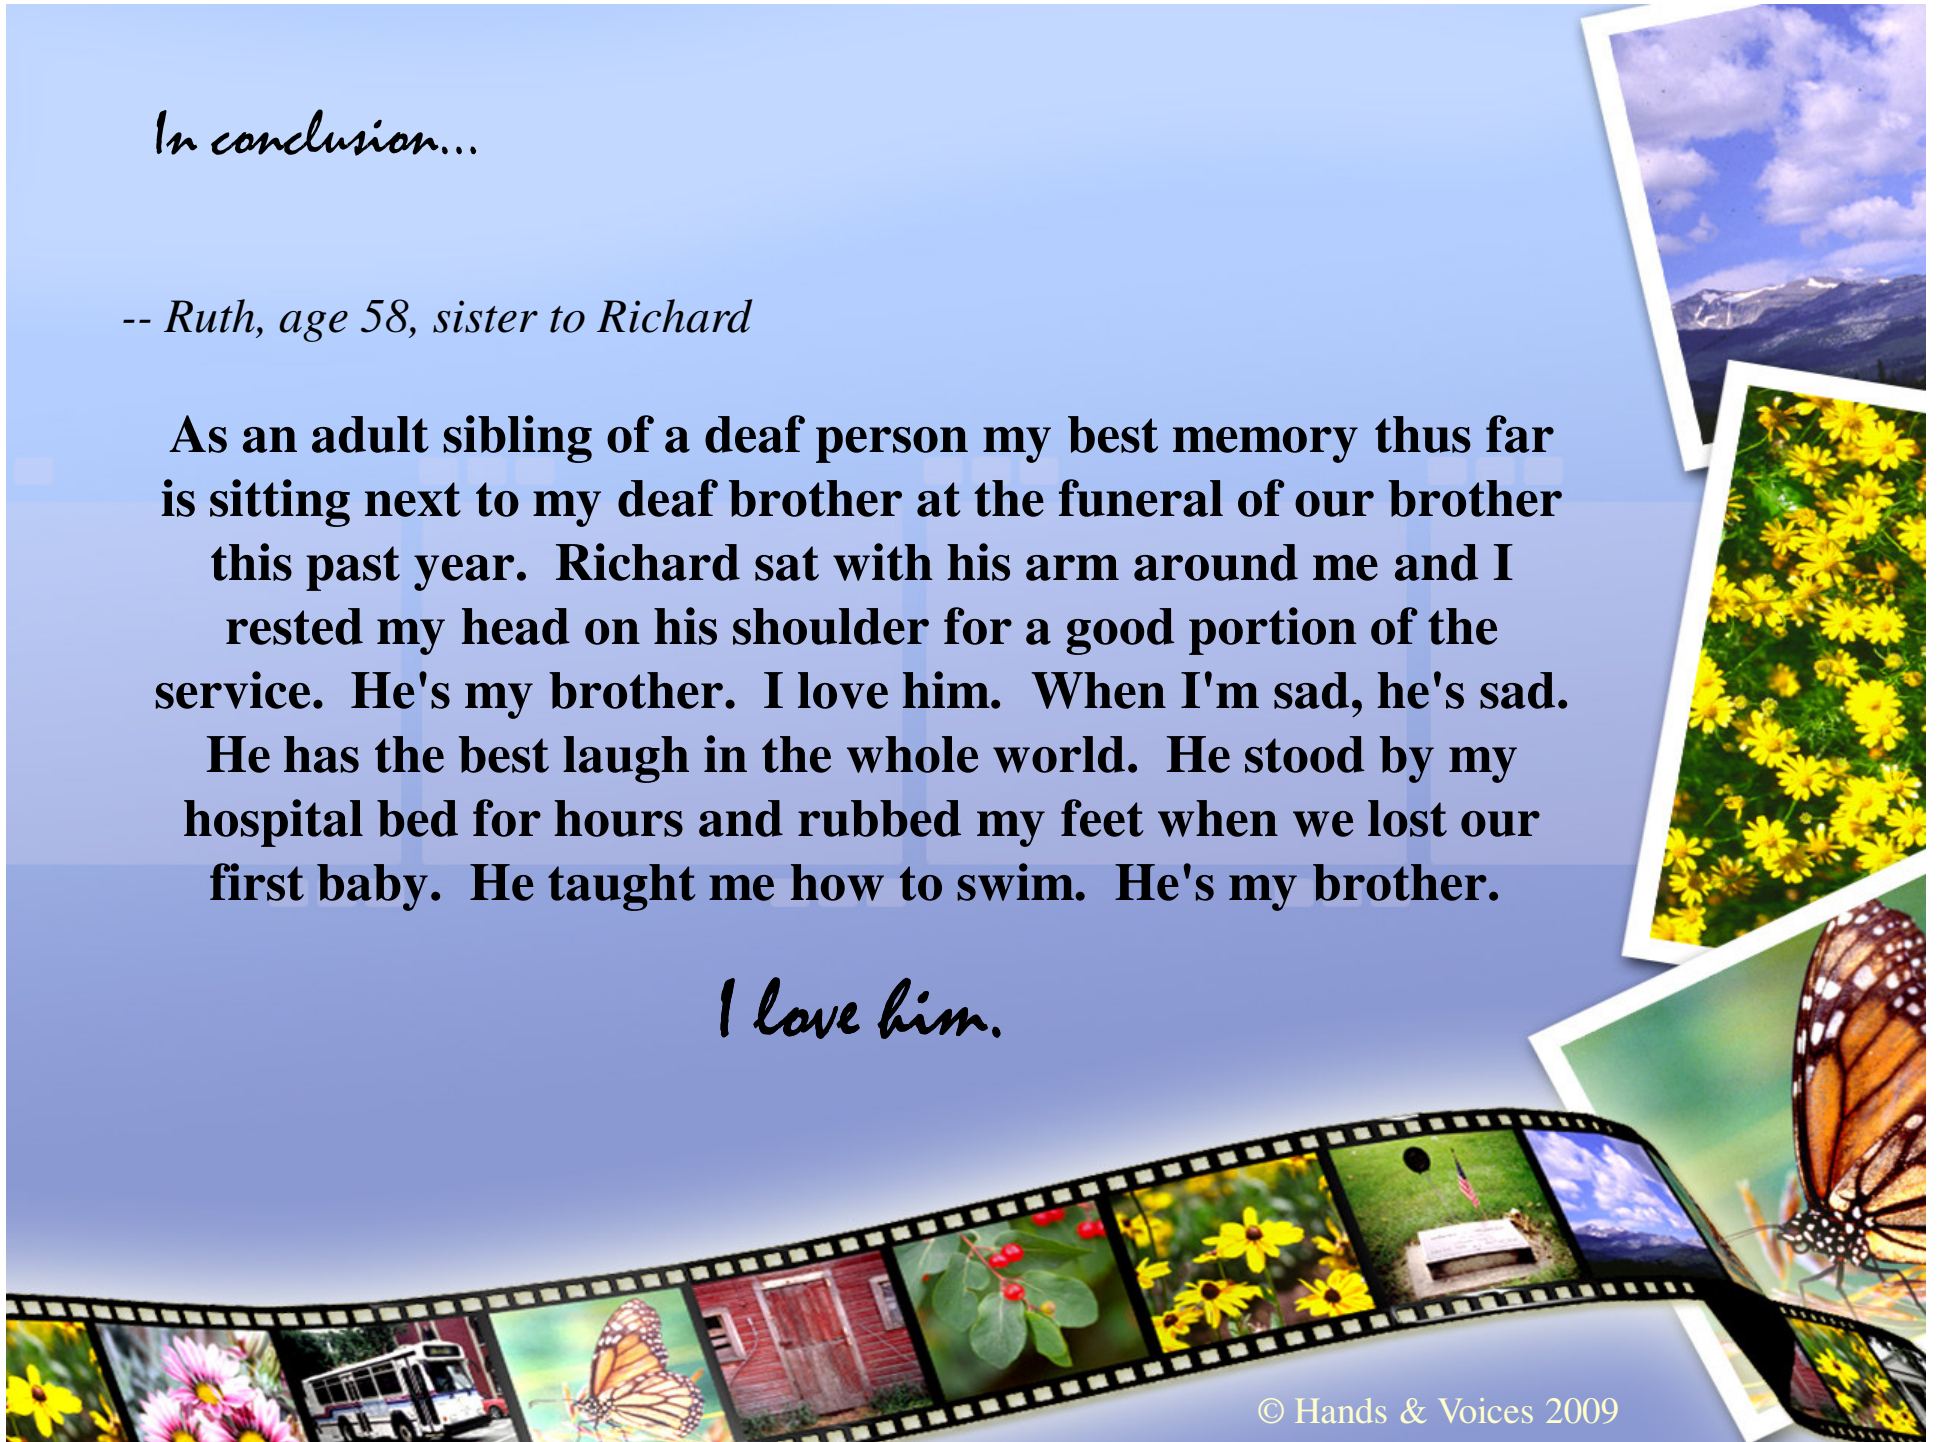 In conclusion...
-- Ruth, age 58, sister to Richard
As an adult sibling of a deaf person my best memory thus far
is sitting next to my deaf brother at the funeral of our brother
this past year.  Richard sat with his arm around me and I
rested my head on his shoulder for a good portion of the
service.  He's my brother.  I love him.  When I'm sad, he's sad.
He has the best laugh in the whole world.  He stood by my
hospital bed for hours and rubbed my feet when we lost our
first baby.  He taught me how to swim.  He's my brother.
I love him.
© Hands & Voices 2009